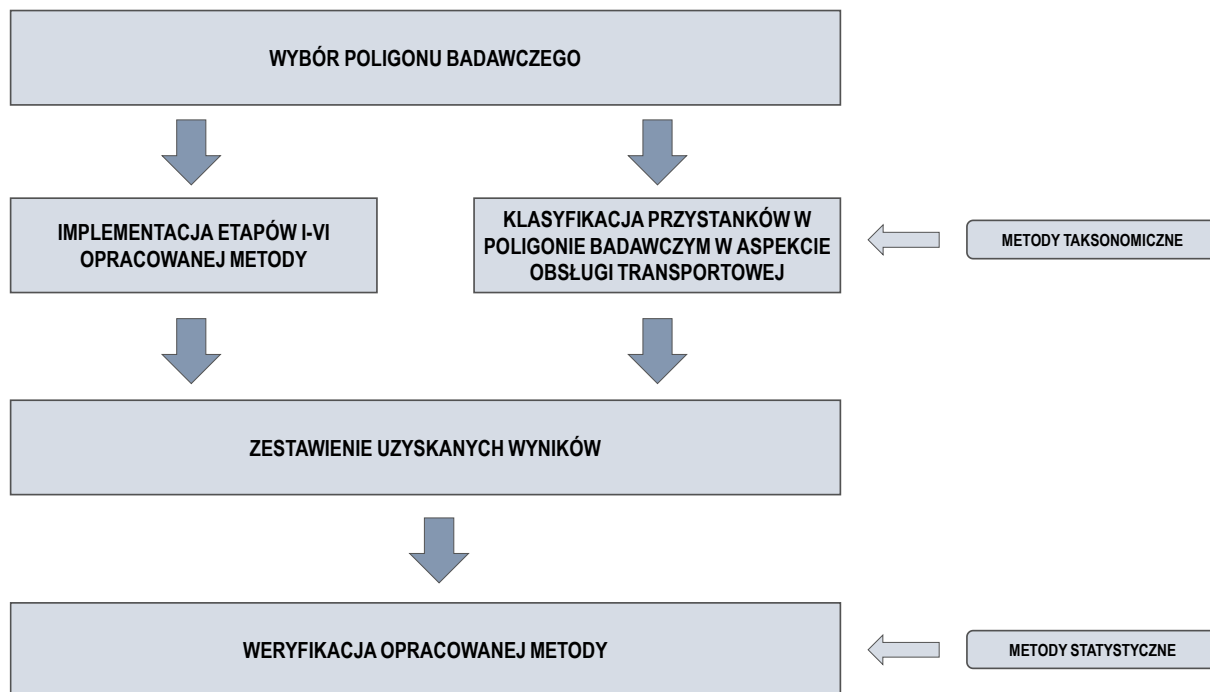 WYBÓR POLIGONU BADAWCZEGO
IMPLEMENTACJA ETAPÓW I-VI
OPRACOWANEJ METODY
KLASYFIKACJA PRZYSTANKÓW W
POLIGONIE BADAWCZYM W ASPEKCIE
OBSŁUGI TRANSPORTOWEJ
METODY TAKSONOMICZNE
ZESTAWIENIE UZYSKANYCH WYNIKÓW
WERYFIKACJA OPRACOWANEJ METODY
METODY STATYSTYCZNE